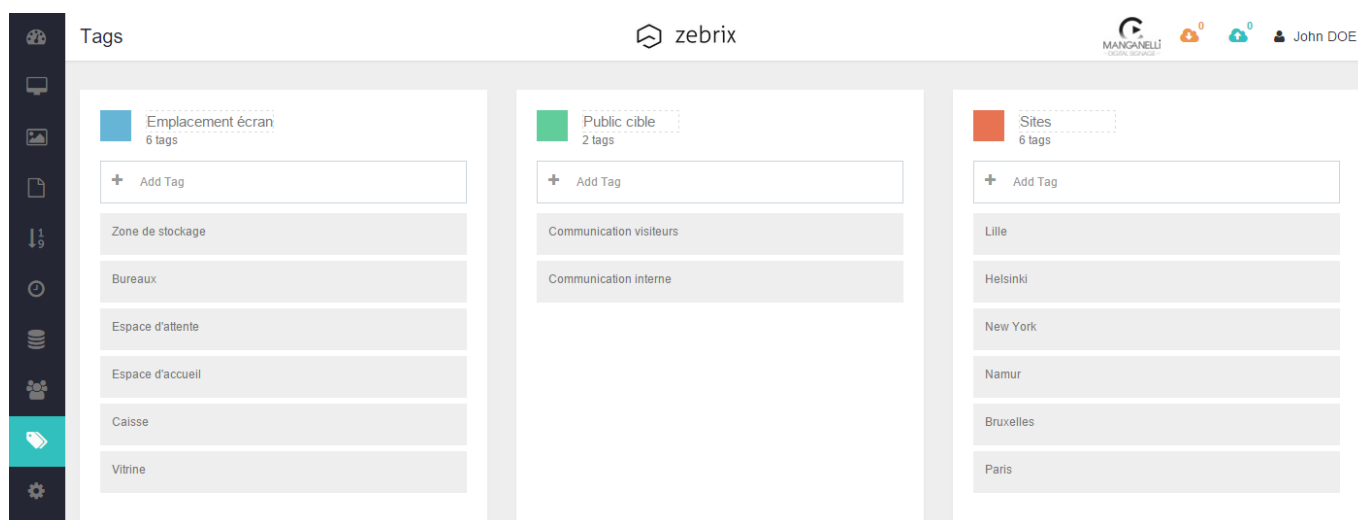 Tags
zebrix
MANGANELLI
- DIGITAL SIGNAGE -
0
0
John DOE
Emplacement écran
6 tags
Add Tag
Zone de stockage
Bureaux
Espace d'attente
Espace d'accueil
Caisse
Vitrine
Public cible
2 tags
Add Tag
Communication visiteurs
Communication interne
Sites
6 tags
Add Tag
Lille
Helsinki
New York
Namur
Bruxelles
Paris
1
9